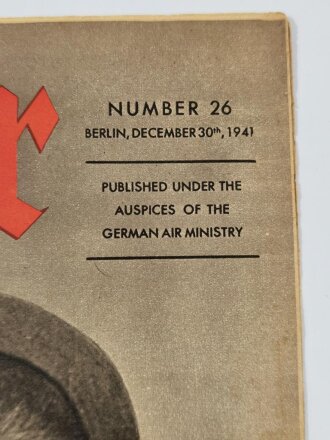 r
NUMBER 26
BERLIN, DECEMBER 30th, 1941
PUBLISHED UNDER THE
AUSPICES OF THE
GERMAN AIR MINISTRY